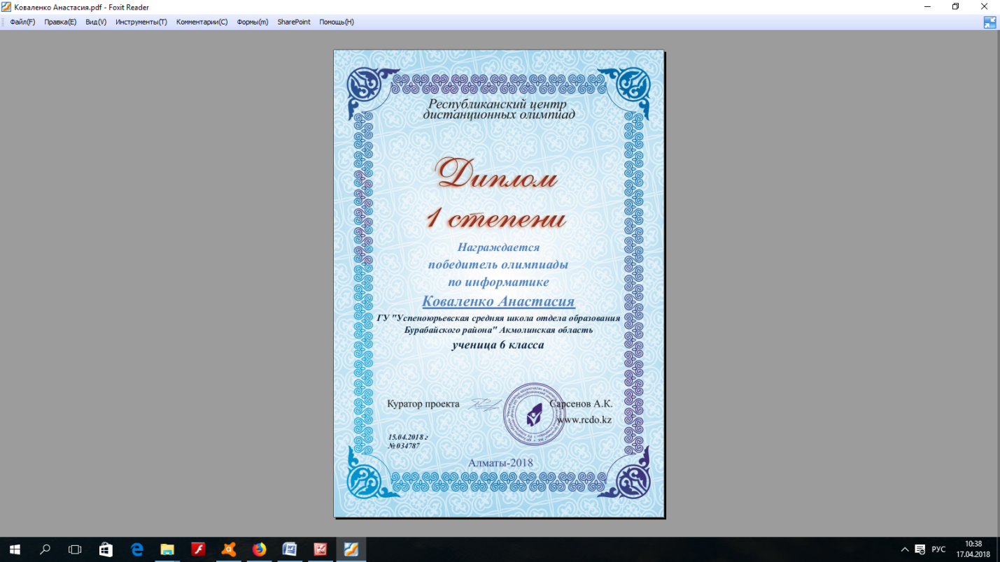 Коваленко Анастасия.pdf - Foxit Reader
Файл(F) Правка(E) Вид(V) Инструменты(T) Комментарии(C) Формы(m) SharePoint Помощь(H)
Республиканский центр
дистанционных олимпиад
Диплом
1 степени
Награждается
победитель олимпиады
по информатике
Коваленко Анастасия
ГУ "Успеноюрьевская средняя школа отдела образования
Бурабайского района" Акмолинская область
ученица 6 класса
Куратор проекта Сарсенов А.К.
www.rcdo.kz
15.04.2018 г
№034787
Алматы-2018
РУС
10:38
17.04.2018